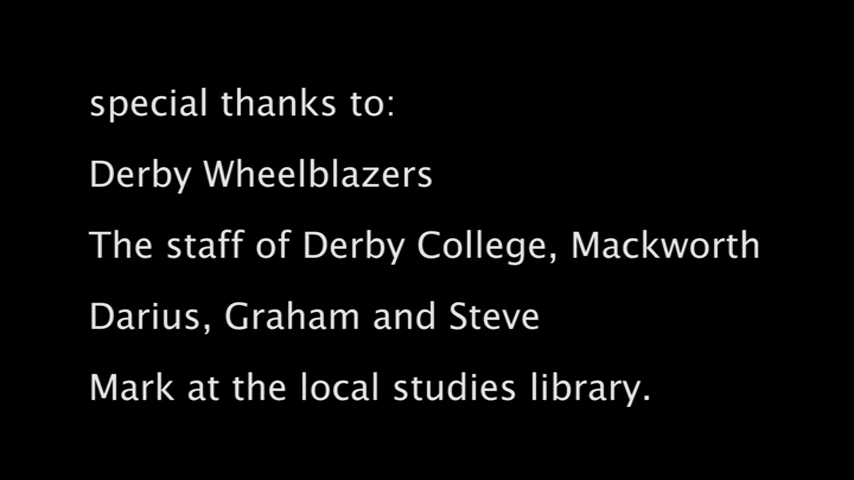 special thanks to:
Derby Wheelblazers
The staff of Derby College, Mackworth
Darius, Graham and Steve
Mark at the local studies library.